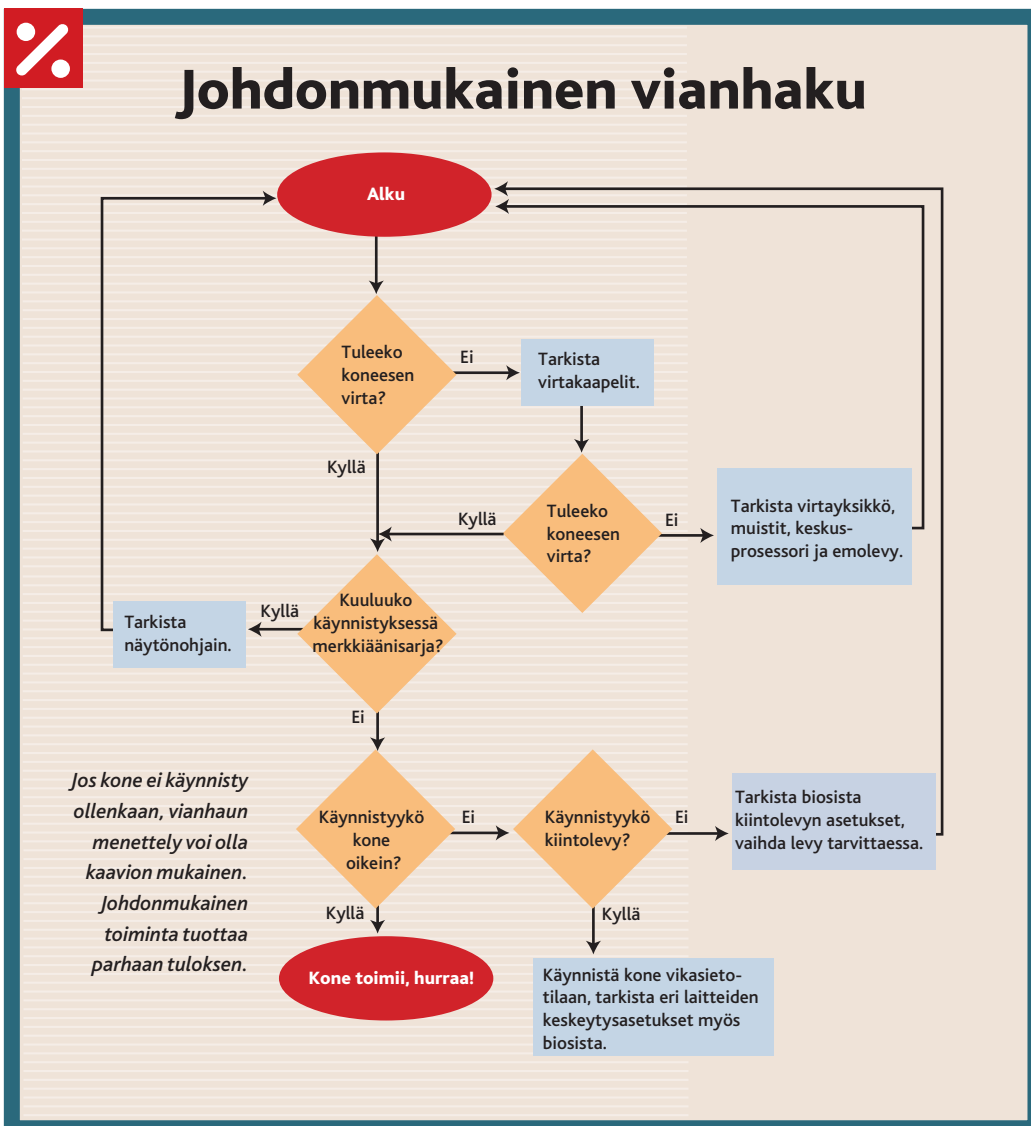 Johdonmukainen vianhaku
Alku
Tuleeko
koneesen
virta?
Ei
Tarkista
virtakaapelit.
Kyllä
Tuleeko
koneesen
virta?
Kyllä
Ei
Tarkista virtayksikkö,
muistit, keskus-
prosessori ja emolevy.
Kuuluuko
käynnistyksessä
merkkiäänisarja?
Kyllä
Tarkista
näytönohjain.
Ei
Jos kone ei käynnisty
ollenkaan, vianhaun
menettely voi olla
kaavion mukainen.
Johdonmukainen
toiminta tuottaa
parhaan tuloksen.
Käynnistyykö
kone
oikein?
Ei
Käynnistyykö
kiintolevy?
Ei
Tarkista biosista
kiintolevyn asetukset,
vaihda levy tarvittaessa.
Kyllä
Kone toimii, hurraa!
Kyllä
Käynnistä kone vikasieto-
tilaan, tarkista eri laitteiden
keskeytysasetukset myös
biosista.